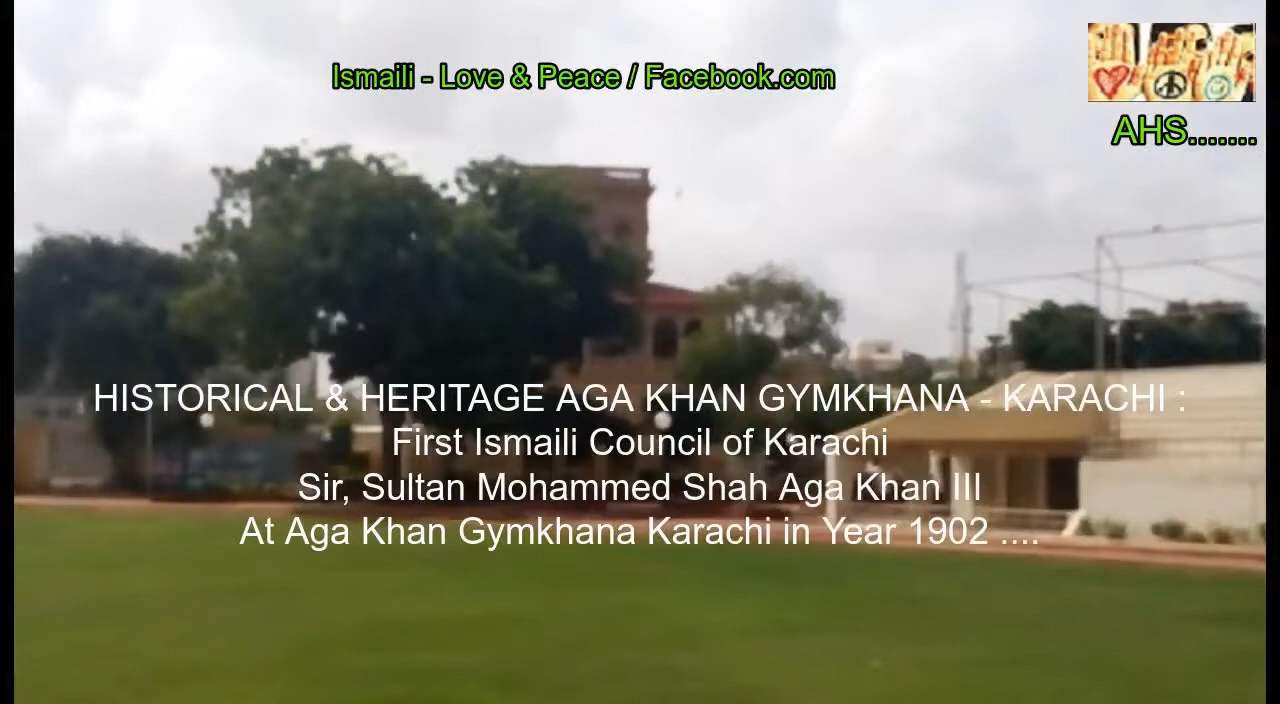 Ismaili - Love & Peace / Facebook.com
AHS.......
HISTORICAL & HERITAGE AGA KHAN GYMKHANA - KARACHI :
First Ismaili Council of Karachi
Sir, Sultan Mohammed Shah Aga Khan III
At Aga Khan Gymkhana Karachi in Year 1902 ....